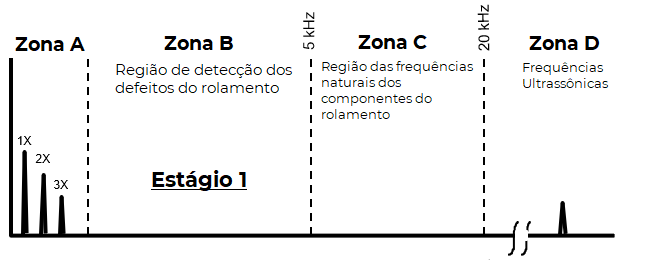 Zona A
Zona B
5 kHz
Zona C
20 kHz
Zona D
Região de detecção dos
defeitos do rolamento
Região das frequências
naturais dos
componentes do
rolamento
Frequências
Ultrassônicas
1X
2X
3X
Estágio 1